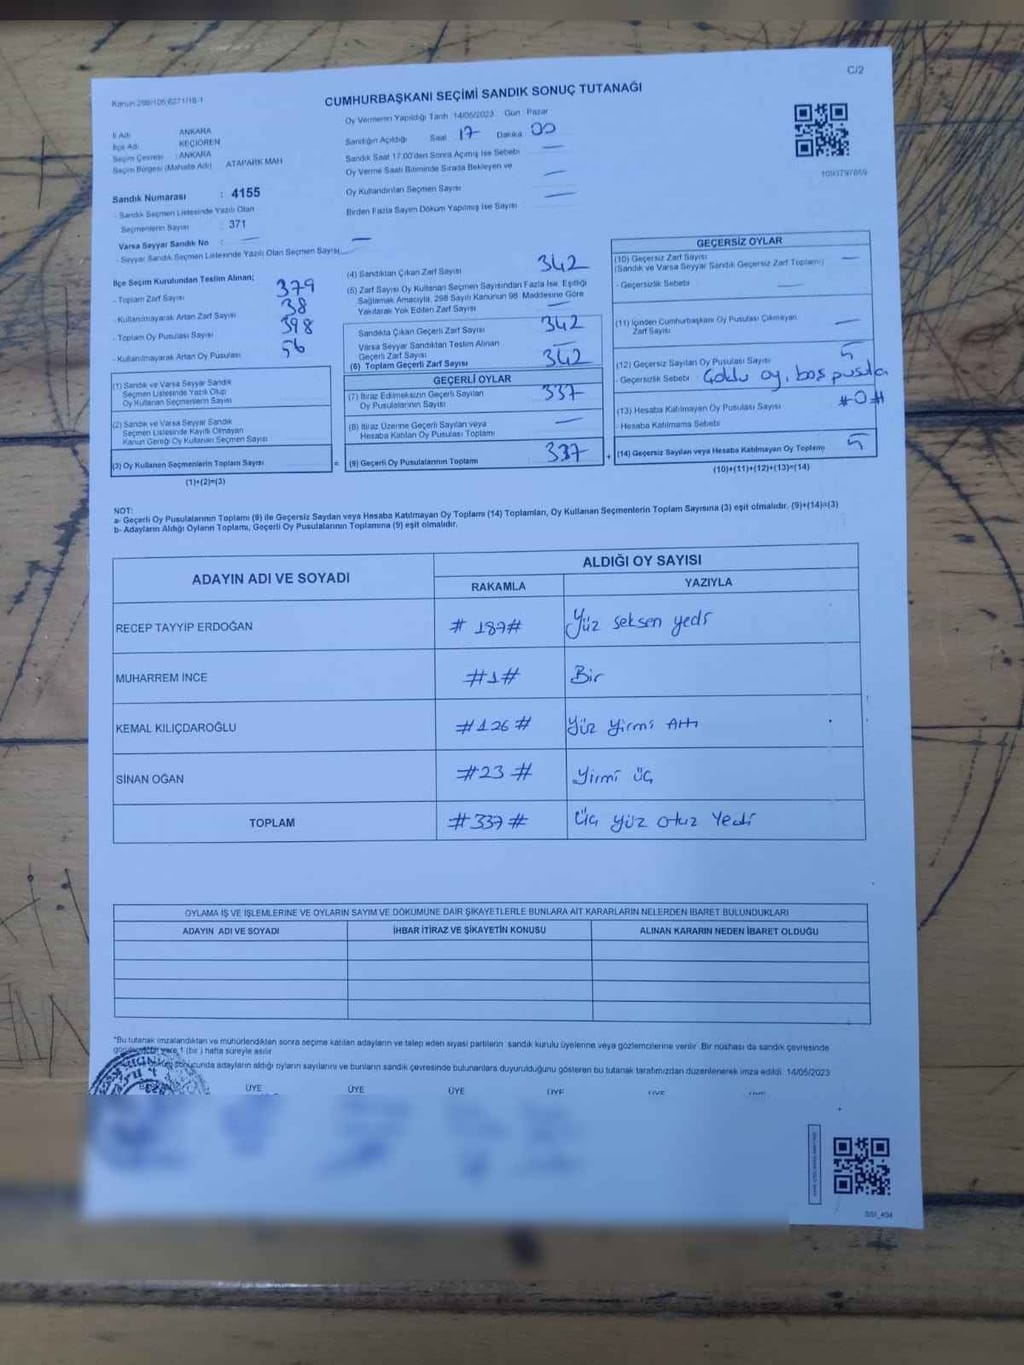 C/2
Kanun:298/105;6271/18-1
CUMHURBAŞKANI SEÇİMİ SANDIK SONUÇ TUTANAĞI
İl Adı : ANKARA
İlçe Adı : KEÇİÖREN
Seçim Çevresi : ANKARA
Seçim Bölgesi (Mahalle Adı) : ATAPARK MAH
Sandık Numarası : 4155
- Sandık Seçmen Listesinde Yazılı Olan
Seçmenlerin Sayısı : 371
Varsa Seyyar Sandık No : —
- Seyyar Sandık Seçmen Listesinde Yazılı Olan Seçmen Sayısı : —
Oy Vermenin Yapıldığı Tarih 14/05/2023 Gün Pazar
Sandığın Açıldığı Saat 17 Dakika 00
Sandık Saat 17:00'den Sonra Açılmış İse Sebebi —
Oy Verme Saati Bitiminde Sırada Bekleyen ve
Oy Kullandırılan Seçmen Sayısı —
Birden Fazla Sayım Döküm Yapılmış İse Sayısı —
1093797659
İlçe Seçim Kurulundan Teslim Alınan;
- Toplam Zarf Sayısı 379
- Kullanılmayarak Artan Zarf Sayısı 38
- Toplam Oy Pusulası Sayısı 398
- Kullanılmayarak Artan Oy Pusulası 56
(1) Sandık ve Varsa Seyyar Sandık
Seçmen Listesinde Yazılı Olup
Oy Kullanan Seçmenlerin Sayısı
(2) Sandık ve Varsa Seyyar Sandık
Seçmen Listesinde Kayıtlı Olmayan
Kanun Gereği Oy Kullanan Seçmen Sayısı
(3) Oy Kullanan Seçmenlerin Toplam Sayısı =
(1)+(2)=(3)
(4) Sandıktan Çıkan Zarf Sayısı 342
(5) Zarf Sayısı Oy Kullanan Seçmen Sayısından Fazla İse, Eşitliği
Sağlamak Amacıyla, 298 Sayılı Kanunun 98. Maddesine Göre
Yakılarak Yok Edilen Zarf Sayısı —
Sandıkta Çıkan Geçerli Zarf Sayısı 342
Varsa Seyyar Sandıktan Teslim Alınan
Geçerli Zarf Sayısı —
(6) Toplam Geçerli Zarf Sayısı 342
GEÇERLİ OYLAR
(7) İtiraz Edilmeksizin Geçerli Sayılan
Oy Pusulalarının Sayısı 337
(8) İtiraz Üzerine Geçerli Sayılan veya
Hesaba Katılan Oy Pusulası Toplamı —
(9) Geçerli Oy Pusulalarının Toplamı 337 +
GEÇERSİZ OYLAR
(10) Geçersiz Zarf Sayısı —
(Sandık ve Varsa Seyyar Sandık Geçersiz Zarf Toplamı)
- Geçersizlik Sebebi —
(11) İçinden Cumhurbaşkanı Oy Pusulası Çıkmayan
Zarf Sayısı —
(12) Geçersiz Sayılan Oy Pusulası Sayısı 5
- Geçersizlik Sebebi Çoklu oy, boş pusula
(13) Hesaba Katılmayan Oy Pusulası Sayısı #0#
- Hesaba Katılmama Sebebi
(14) Geçersiz Sayılan veya Hesaba Katılmayan Oy Toplamı 5
(10)+(11)+(12)+(13)=(14)
NOT:
a- Geçerli Oy Pusulalarının Toplamı (9) ile Geçersiz Sayılan veya Hesaba Katılmayan Oy Toplamı (14) Toplamları, Oy Kullanan Seçmenlerin Toplam Sayısına (3) eşit olmalıdır. (9)+(14)=(3)
b- Adayların Aldığı Oyların Toplamı, Geçerli Oy Pusulalarının Toplamına (9) eşit olmalıdır.
ADAYIN ADI VE SOYADI ALDIĞI OY SAYISI
RAKAMLA YAZIYLA
RECEP TAYYİP ERDOĞAN #187# Yüz seksen yedi
MUHARREM İNCE #1# Bir
KEMAL KILIÇDAROĞLU #126# Yüz Yirmi Altı
SİNAN OĞAN #23# Yirmi üç
TOPLAM #337# Üç yüz otuz Yedi
OYLAMA İŞ VE İŞLEMLERİNE VE OYLARIN SAYIM VE DÖKÜMÜNE DAİR ŞİKAYETLERLE BUNLARA AİT KARARLARIN NELERDEN İBARET BULUNDUKLARI
ADAYIN ADI VE SOYADI İHBAR İTİRAZ VE ŞİKAYETİN KONUSU ALINAN KARARIN NEDEN İBARET OLDUĞU
*Bu tutanak imzalandıktan ve mühürlendikten sonra seçime katılan adayların ve talep eden siyasi partilerin sandık kurulu üyelerine veya gözlemcilerine verilir. Bir nüshası da sandık çevresinde
yere 1 (bir) hafta süreyle asılır.
sonucunda adayların aldığı oyların sayılarını ve bunların sandık çevresinde bulunanlara duyurulduğunu gösteren bu tutanak tarafımızdan düzenlenerek imza edildi. 14/05/2023
ÜYE ÜYE ÜYE ÜYE ÜYE